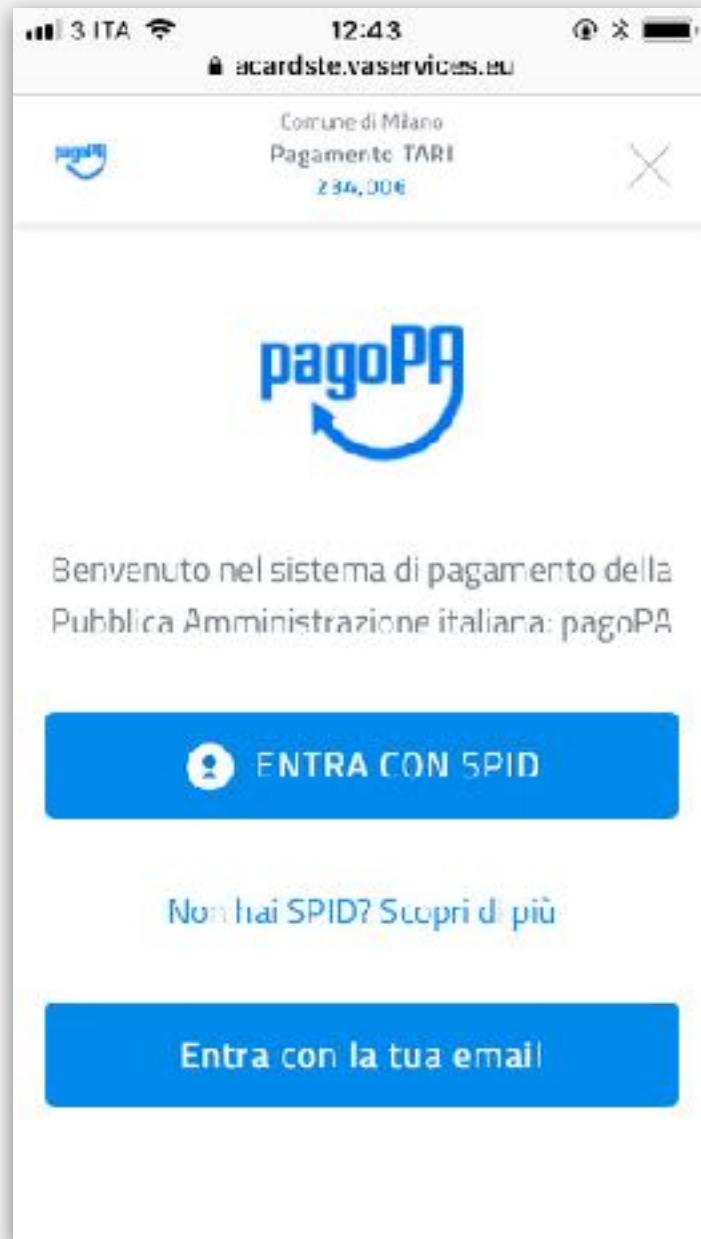 3 ITA 12:43
acardste.vaservices.eu
pagoPA
Comune di Milano
Pagamento TARI
234,00€
pagoPA
Benvenuto nel sistema di pagamento della
Pubblica Amministrazione italiana: pagoPA
ENTRA CON SPID
Non hai SPID? Scopri di più
Entra con la tua email